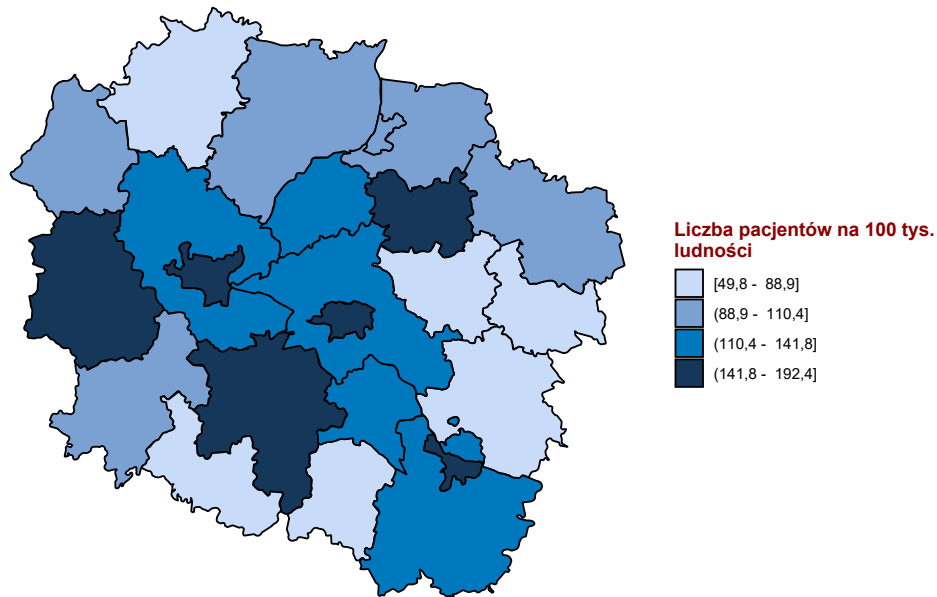 Liczba pacjentów na 100 tys.
ludności
[49,8 - 88,9]
(88,9 - 110,4]
(110,4 - 141,8]
(141,8 - 192,4]